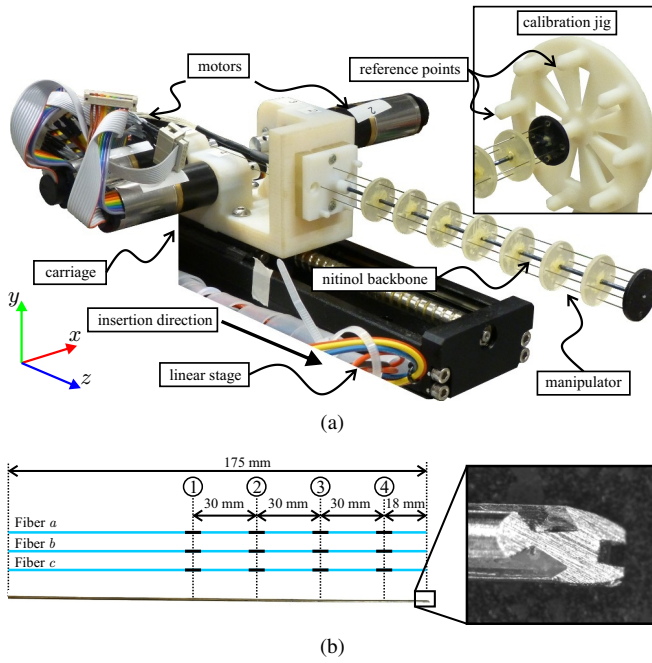 calibration jig
motors
reference points
2
carriage
nitinol backbone
y
x
z
insertion direction
linear stage
manipulator
(a)
175 mm
1 2 3 4
30 mm 30 mm 30 mm 18 mm
Fiber a
Fiber b
Fiber c
(b)